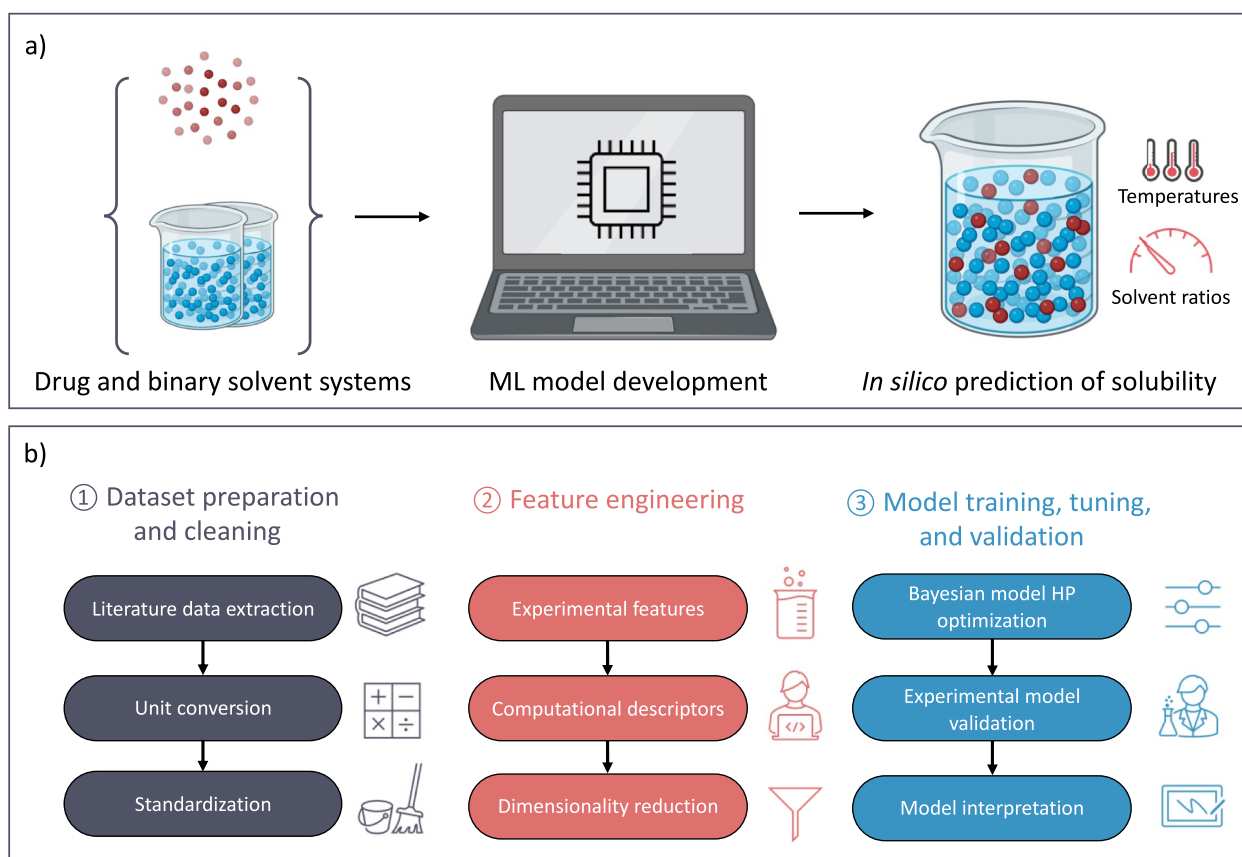 a)
Temperatures
Solvent ratios
Drug and binary solvent systems
ML model development
In silico prediction of solubility
b)
① Dataset preparation
and cleaning
Literature data extraction
Unit conversion
Standardization
② Feature engineering
Experimental features
Computational descriptors
Dimensionality reduction
③ Model training, tuning,
and validation
Bayesian model HP
optimization
Experimental model
validation
Model interpretation